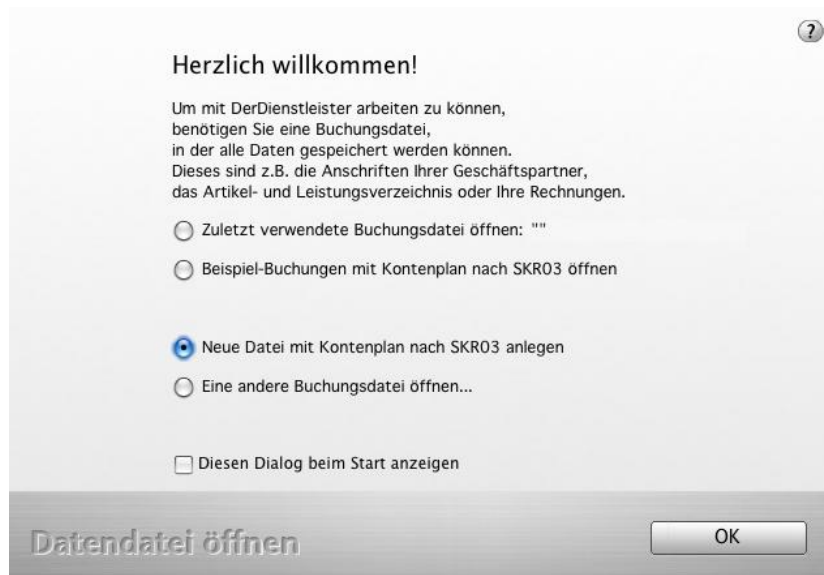 ?
Herzlich willkommen!
Um mit DerDienstleister arbeiten zu können,
benötigen Sie eine Buchungsdatei,
in der alle Daten gespeichert werden können.
Dieses sind z.B. die Anschriften Ihrer Geschäftspartner,
das Artikel- und Leistungsverzeichnis oder Ihre Rechnungen.
Zuletzt verwendete Buchungsdatei öffnen: ""
Beispiel-Buchungen mit Kontenplan nach SKR03 öffnen
Neue Datei mit Kontenplan nach SKR03 anlegen
Eine andere Buchungsdatei öffnen...
Diesen Dialog beim Start anzeigen
Datendatei öffnen
OK